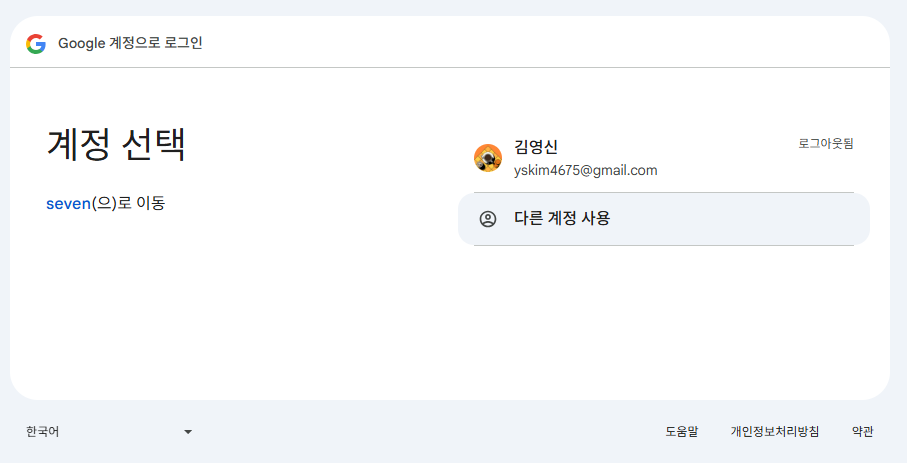 Google 계정으로 로그인
계정 선택
seven(으)로 이동
김영신
로그아웃됨
yskim4675@gmail.com
다른 계정 사용
한국어
도움말
개인정보처리방침
약관